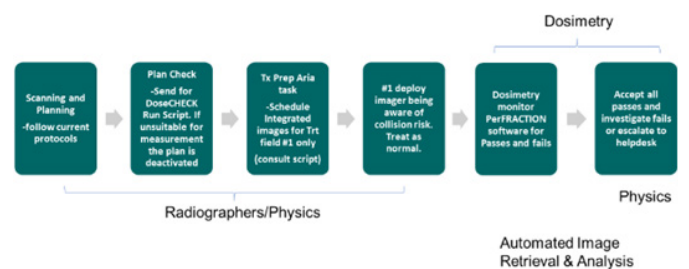 Dosimetry
Scanning and
Planning
-follow current
protocols
Plan Check
-Send for
DoseCHECK
Run Script. If
unsuitable for
measurement
the plan is
deactivated
Tx Prep Aria
task
-Schedule
Integrated
images for Trt
field #1 only
(consult script)
#1 deploy
imager being
aware of
collision risk.
Treat as
normal.
Dosimetry
monitor
PerFRACTION
software for
Passes and fails
Accept all
passes and
investigate fails
or escalate to
helpdesk
Radiographers/Physics
Physics
Automated Image
Retrieval & Analysis